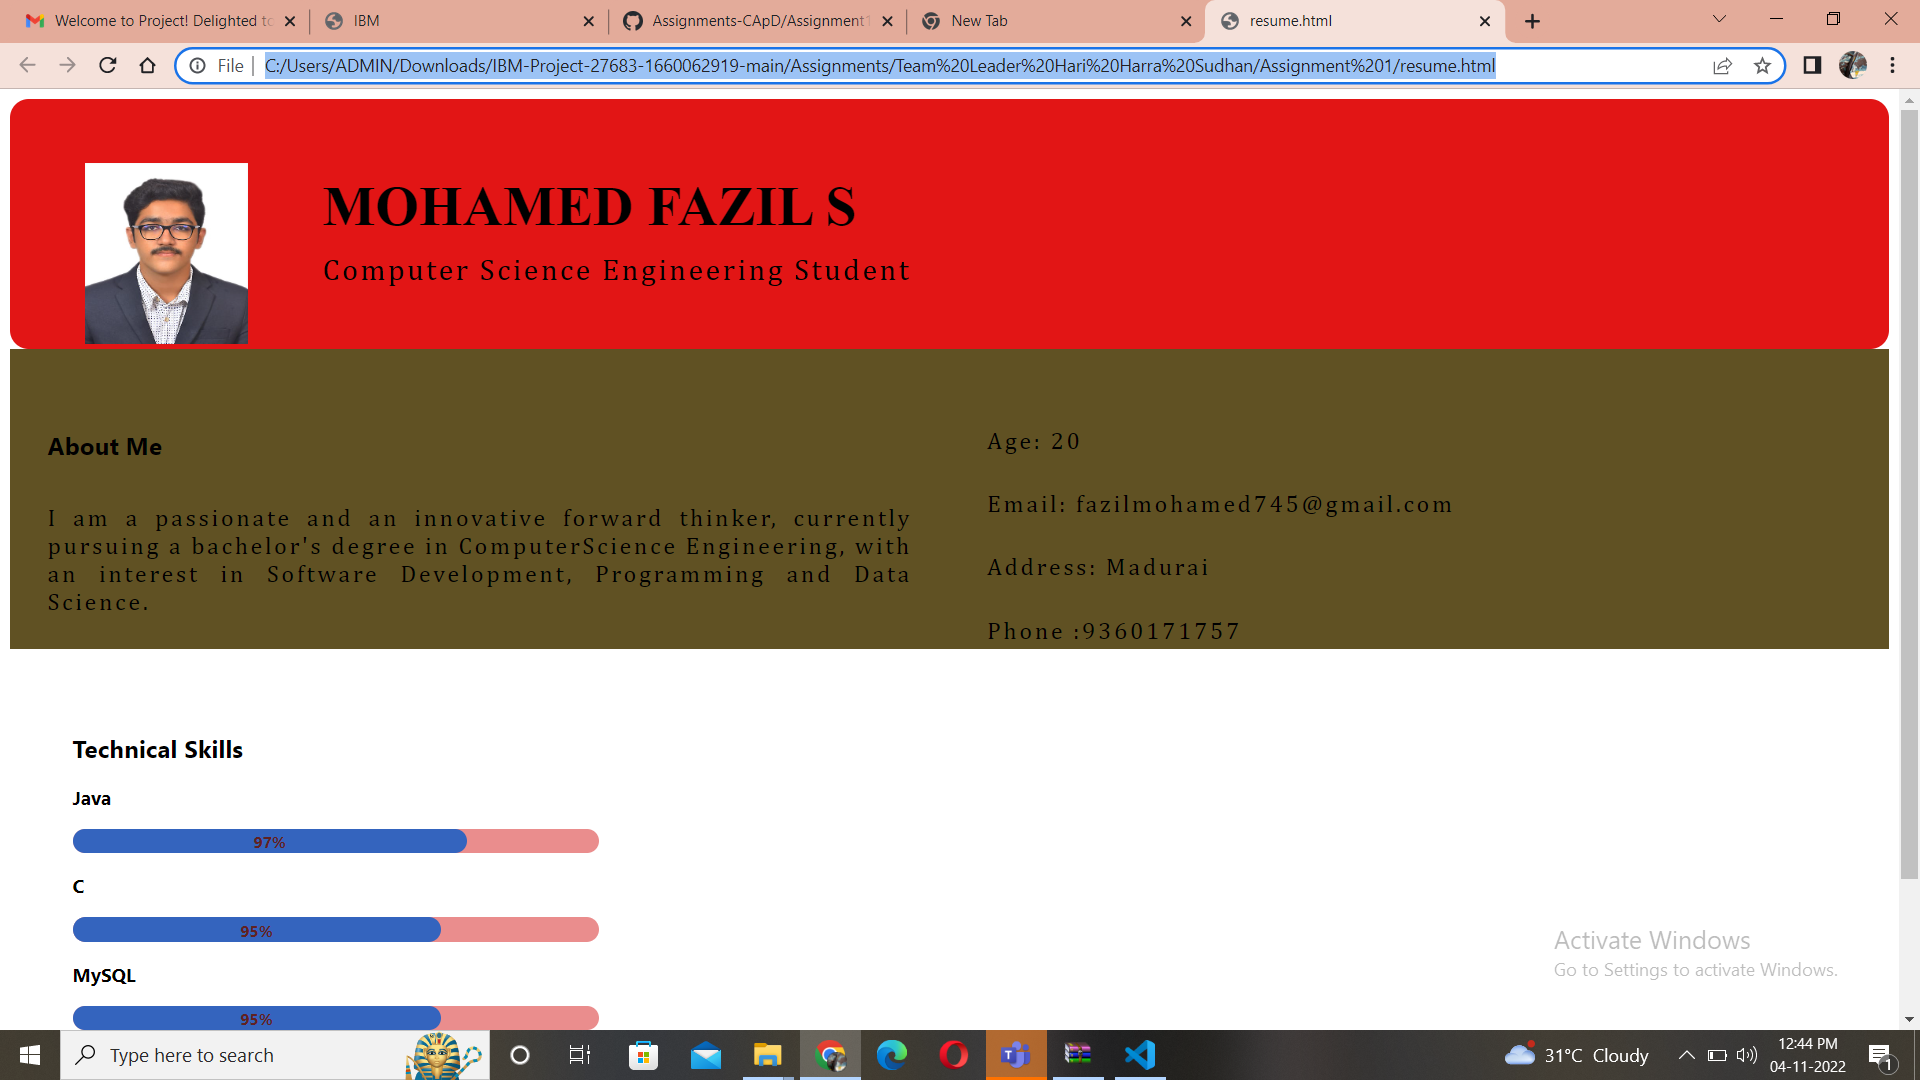 Welcome to Project! Delighted to
IBM
Assignments-CApD/Assignment1
New Tab
resume.html
File
C:/Users/ADMIN/Downloads/IBM-Project-27683-1660062919-main/Assignments/Team%20Leader%20Hari%20Harra%20Sudhan/Assignment%201/resume.html
MOHAMED FAZIL S
Computer Science Engineering Student
About Me
I am a passionate and an innovative forward thinker, currently
pursuing a bachelor's degree in ComputerScience Engineering, with
an interest in Software Development, Programming and Data
Science.
Age: 20
Email: fazilmohamed745@gmail.com
Address: Madurai
Phone :9360171757
Technical Skills
Java
97%
C
95%
MySQL
95%
Activate Windows
Go to Settings to activate Windows.
Type here to search
31°C Cloudy
12:44 PM
04-11-2022
1